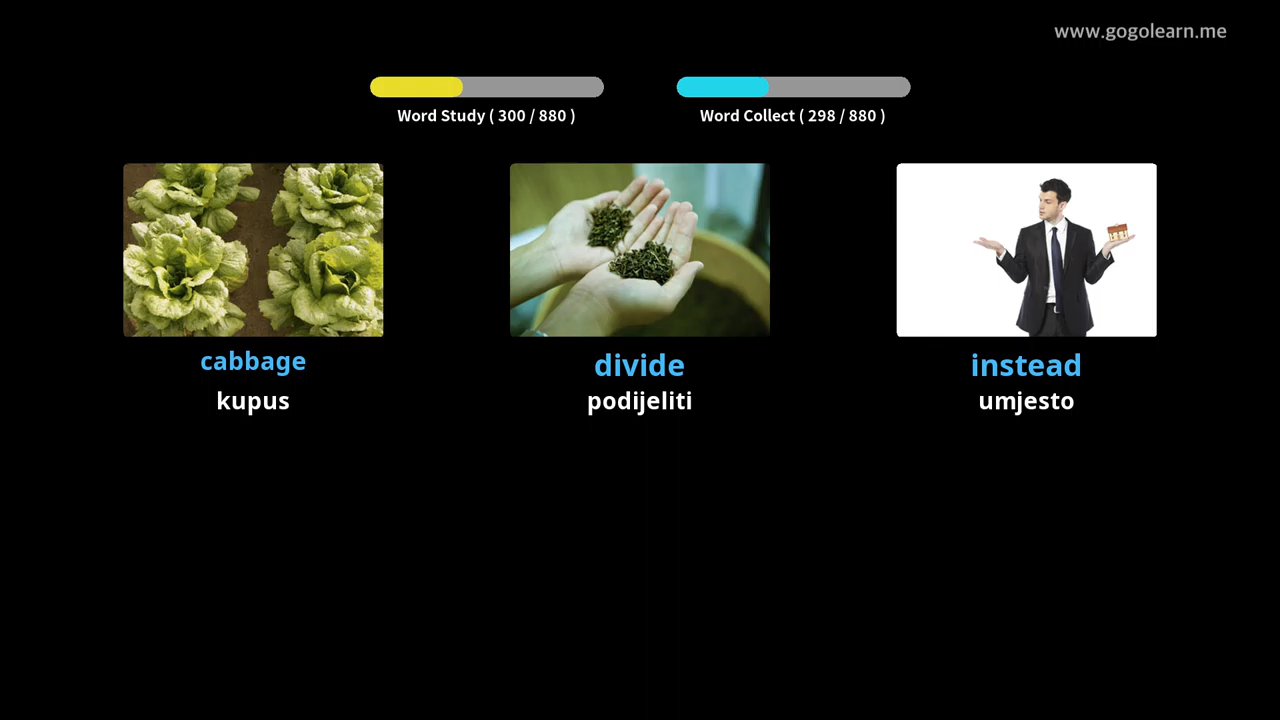 www.gogolearn.me
Word Study ( 300 / 880 )
Word Collect ( 298 / 880 )
cabbage
kupus
divide
podijeliti
instead
umjesto